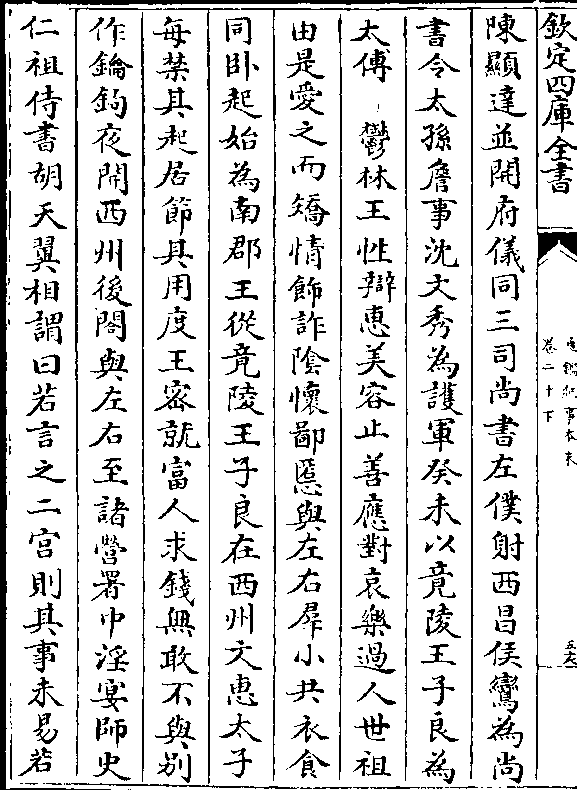 欽定四庫全書
通鑑紀事本末
卷二十下
陳顯達並開府儀同三司尚書左僕射西昌侯鸞為尚
書令太孫詹事沈文秀為護軍癸未以竟陵王子良為
太傅　鬱林王性辯惠美容止善應對哀樂過人世祖
由是愛之而矯情飾詐陰懷鄙慝與左右羣小共衣食
同卧起始為南郡王從竟陵王子良在西州文惠太子
每禁其起居節其用度王密就富人求錢無敢不與别
作鑰鉤夜開西州後閤與左右至諸營署中淫宴師史
仁祖侍書胡天翼相謂曰若言之二宫則其事未易若